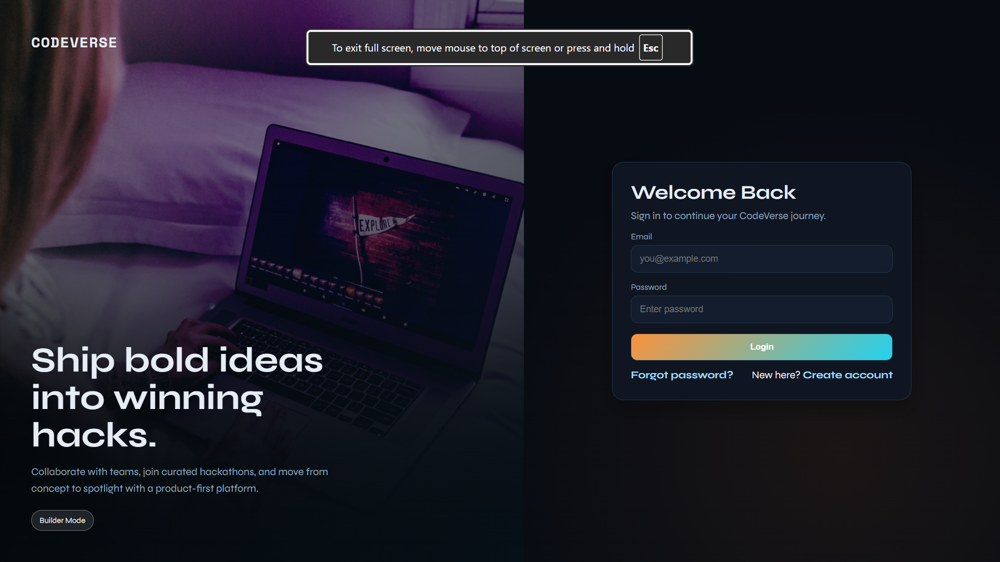 CODEVERSE
To exit full screen, move mouse to top of screen or press and hold Esc
EXPLORE
Ship bold ideas
into winning
hacks.
Collaborate with teams, join curated hackathons, and move from
concept to spotlight with a product-first platform.
Builder Mode
Welcome Back
Sign in to continue your CodeVerse journey.
Email
you@example.com
Password
Enter password
Login
Forgot password? New here? Create account